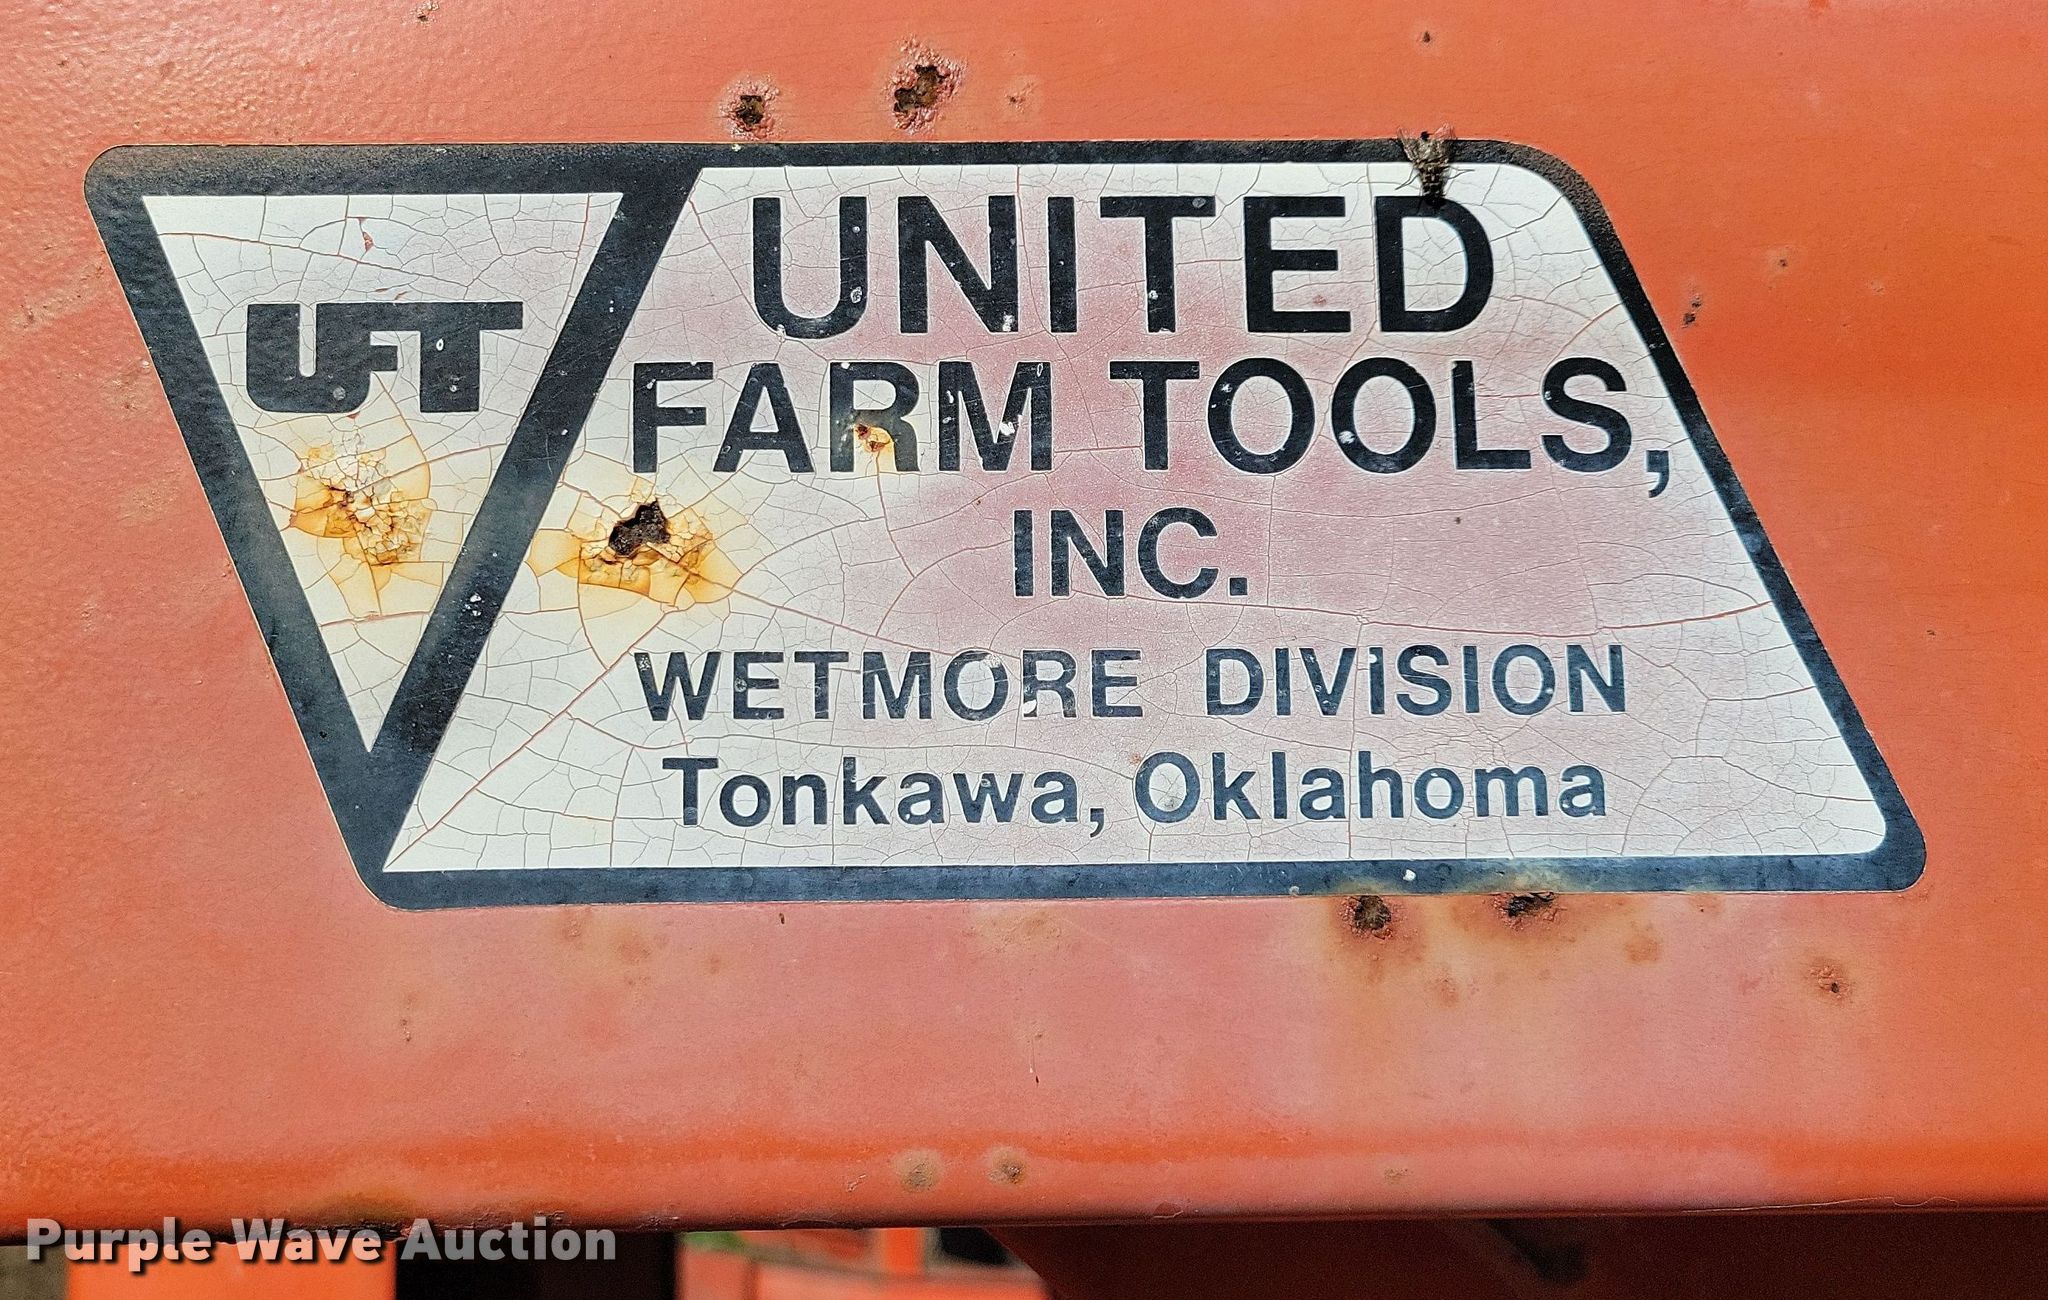 UFT
UNITED
FARM TOOLS,
INC.
WETMORE DIVISION
Tonkawa, Oklahoma
Purple Wave Auction